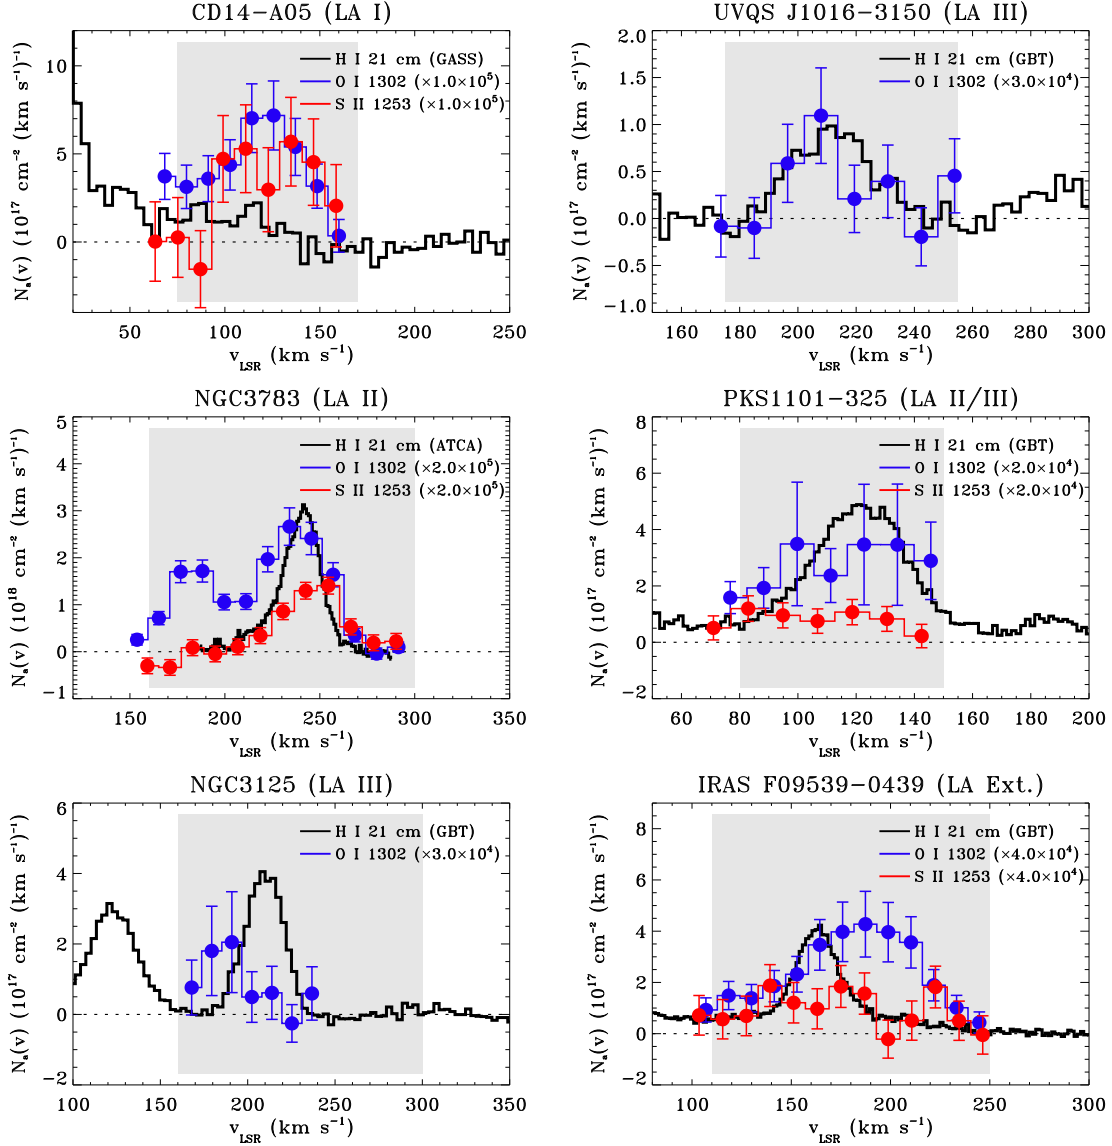 CD14−A05 (LA I)
H I 21 cm (GASS)
O I 1302 (×1.0×10⁵)
S II 1253 (×1.0×10⁵)
Nₐ(v) (10¹⁷ cm⁻² (km s⁻¹)⁻¹)
10
5
0
50
100
150
200
250
v_LSR (km s⁻¹)
UVQS J1016−3150 (LA III)
H I 21 cm (GBT)
O I 1302 (×3.0×10⁴)
Nₐ(v) (10¹⁷ cm⁻² (km s⁻¹)⁻¹)
2.0
1.5
1.0
0.5
0.0
−0.5
−1.0
160
180
200
220
240
260
280
300
v_LSR (km s⁻¹)
NGC3783 (LA II)
H I 21 cm (ATCA)
O I 1302 (×2.0×10⁵)
S II 1253 (×2.0×10⁵)
Nₐ(v) (10¹⁸ cm⁻² (km s⁻¹)⁻¹)
5
4
3
2
1
0
−1
150
200
250
300
350
v_LSR (km s⁻¹)
PKS1101−325 (LA II/III)
H I 21 cm (GBT)
O I 1302 (×2.0×10⁴)
S II 1253 (×2.0×10⁴)
Nₐ(v) (10¹⁷ cm⁻² (km s⁻¹)⁻¹)
8
6
4
2
0
−2
60
80
100
120
140
160
180
200
v_LSR (km s⁻¹)
NGC3125 (LA III)
H I 21 cm (GBT)
O I 1302 (×3.0×10⁴)
Nₐ(v) (10¹⁷ cm⁻² (km s⁻¹)⁻¹)
6
4
2
0
−2
100
150
200
250
300
350
v_LSR (km s⁻¹)
IRAS F09539−0439 (LA Ext.)
H I 21 cm (GBT)
O I 1302 (×4.0×10⁴)
S II 1253 (×4.0×10⁴)
Nₐ(v) (10¹⁷ cm⁻² (km s⁻¹)⁻¹)
8
6
4
2
0
−2
100
150
200
250
300
v_LSR (km s⁻¹)